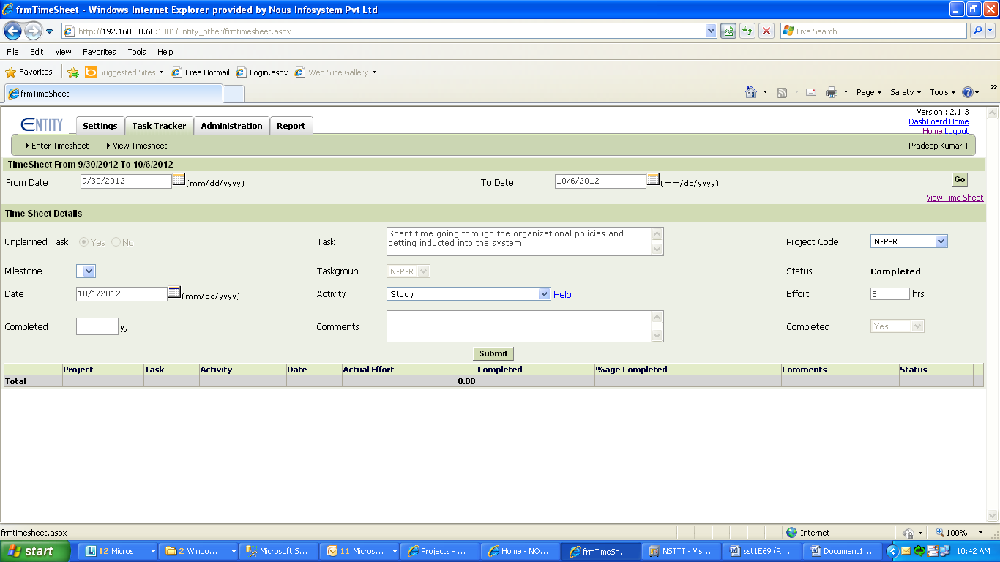 frmTimeSheet - Windows Internet Explorer provided by Nous Infosystem Pvt Ltd
http://192.168.30.60:1001/Entity_other/frmtimesheet.aspx
Live Search
File Edit View Favorites Tools Help
Favorites Suggested Sites Free Hotmail Login.aspx Web Slice Gallery
frmTimeSheet Page Safety Tools
ENTITY Settings Task Tracker Administration Report
Version : 2.1.3
DashBoard Home
Home Logout
Enter Timesheet View Timesheet Pradeep Kumar T
TimeSheet From 9/30/2012 To 10/6/2012
From Date 9/30/2012 (mm/dd/yyyy) To Date 10/6/2012 (mm/dd/yyyy) Go
View Time Sheet
Time Sheet Details
Unplanned Task Yes No Task Spent time going through the organizational policies and
getting inducted into the system
Project Code N-P-R
Milestone Taskgroup N-P-R Status Completed
Date 10/1/2012 (mm/dd/yyyy) Activity Study Help Effort 8 hrs
Completed % Comments Completed Yes
Submit
Project Task Activity Date Actual Effort Completed %age Completed Comments Status
Total 0.00
frmtimesheet.aspx Internet 100%
start 12 Micros... 2 Windo... Microsoft S... 11 Micros... Projects - ... Home - NO... frmTimeSh... NSTTT - Vis... sst1E69 (R... Document1... 10:42 AM